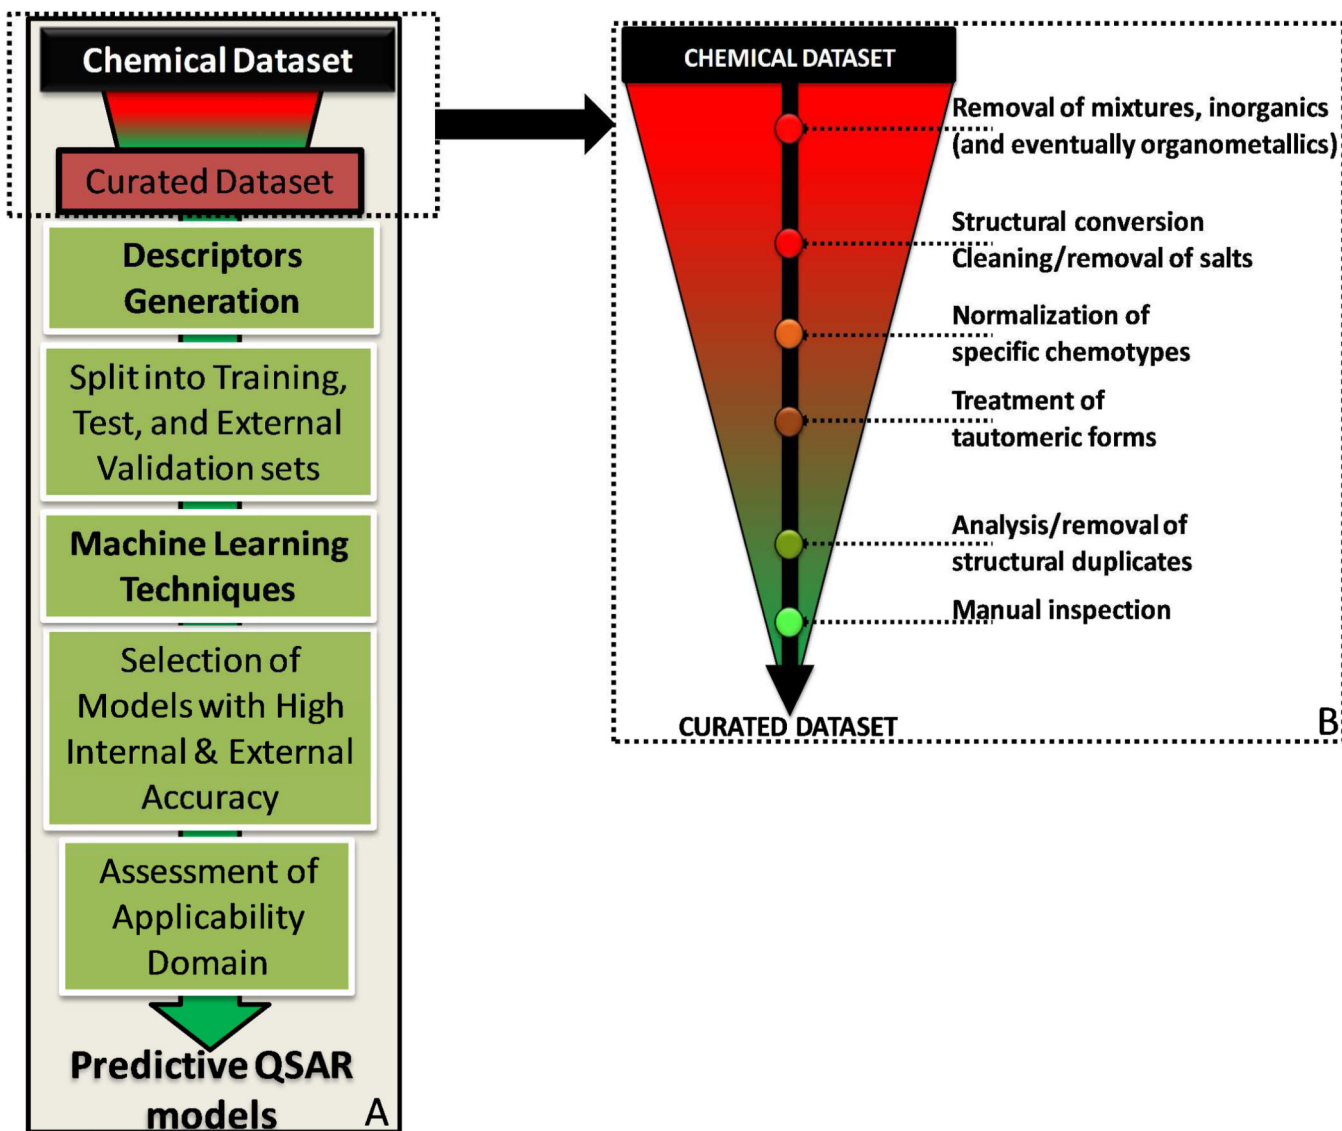 Chemical Dataset
Curated Dataset
Descriptors
Generation
Split into Training,
Test, and External
Validation sets
Machine Learning
Techniques
Selection of
Models with High
Internal & External
Accuracy
Assessment of
Applicability
Domain
Predictive QSAR
models
A
CHEMICAL DATASET
Removal of mixtures, inorganics
(and eventually organometallics)
Structural conversion
Cleaning/removal of salts
Normalization of
specific chemotypes
Treatment of
tautomeric forms
Analysis/removal of
structural duplicates
Manual inspection
CURATED DATASET
B